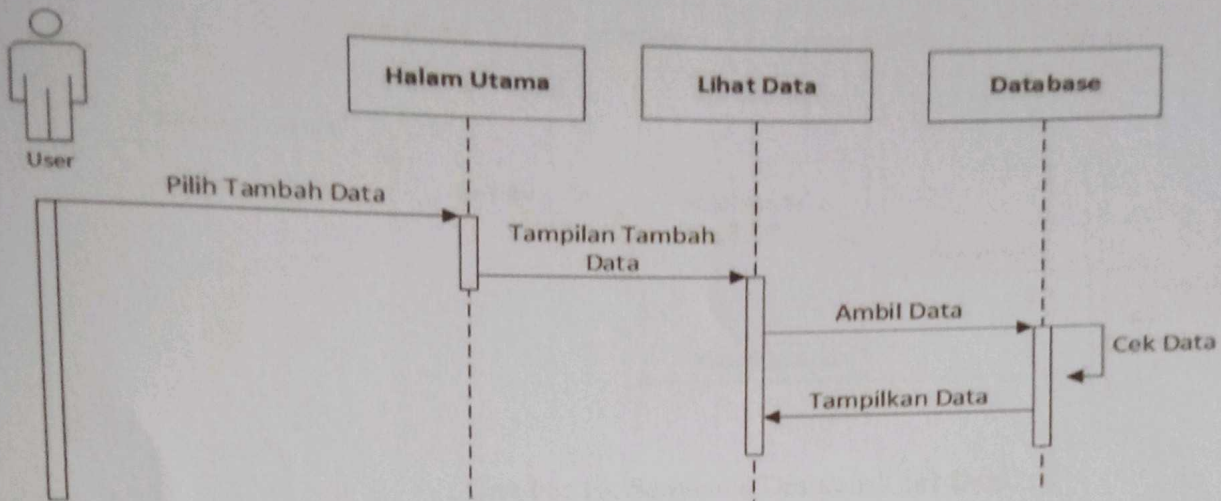 Halam Utama
Lihat Data
Database
User
Pilih Tambah Data
Tampilan Tambah
Data
Ambil Data
Cek Data
Tampilkan Data